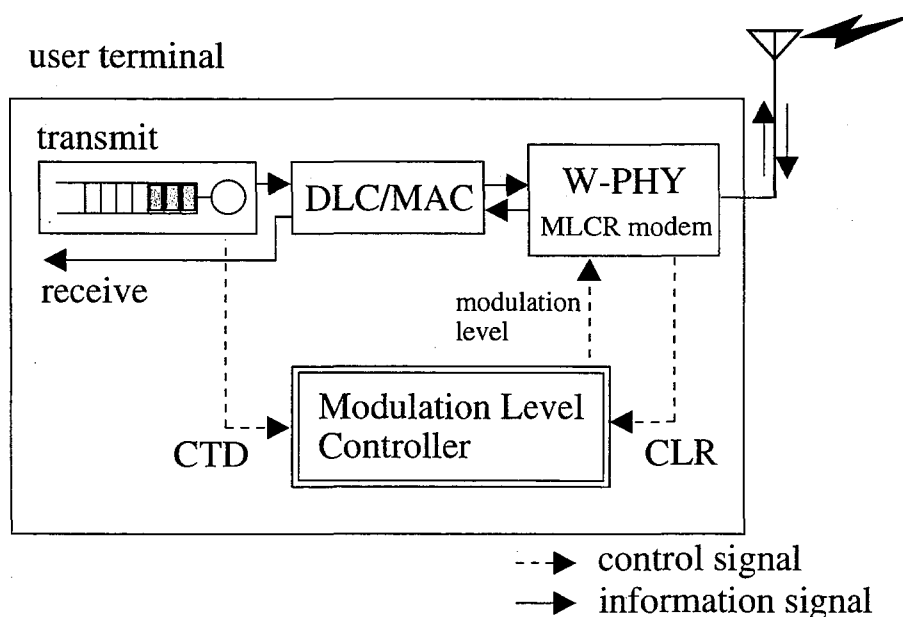 user terminal
transmit
DLC/MAC
W-PHY
MLCR modem
receive
modulation
level
Modulation Level
Controller
CTD
CLR
control signal
information signal